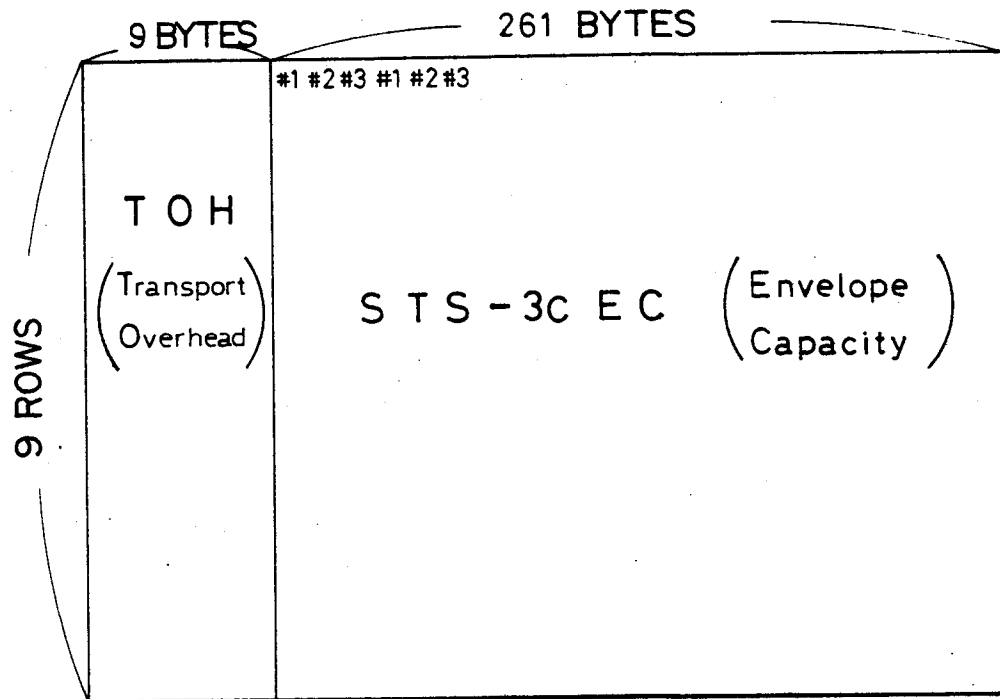 9 BYTES
261 BYTES
#1 #2 #3 #1 #2 #3
T O H
(Transport
Overhead)
S T S - 3c E C
(Envelope
Capacity)
9 ROWS